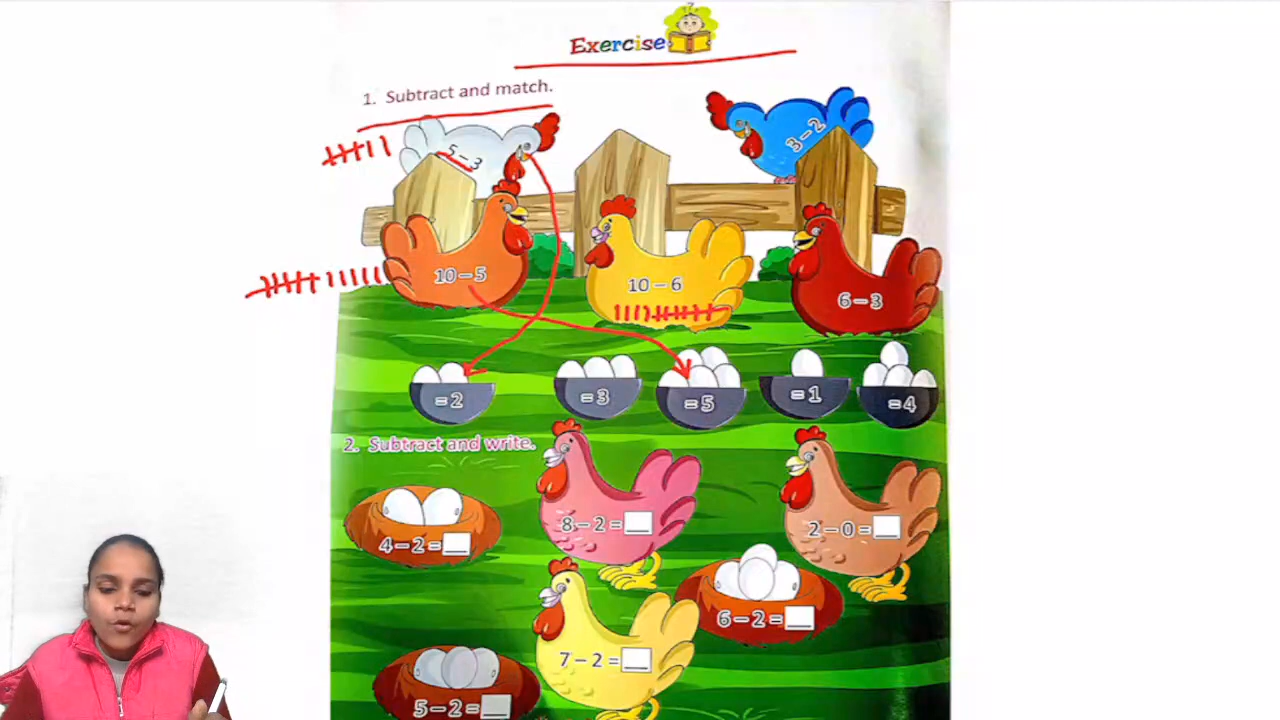 Exercise
1. Subtract and match.
5 – 3
3 – 2
10 – 5
10 – 6
6 – 3
= 2
= 3
= 5
= 1
= 4
2. Subtract and write.
4 – 2 =
8 – 2 =
2 – 0 =
6 – 2 =
7 – 2 =
5 – 2 =